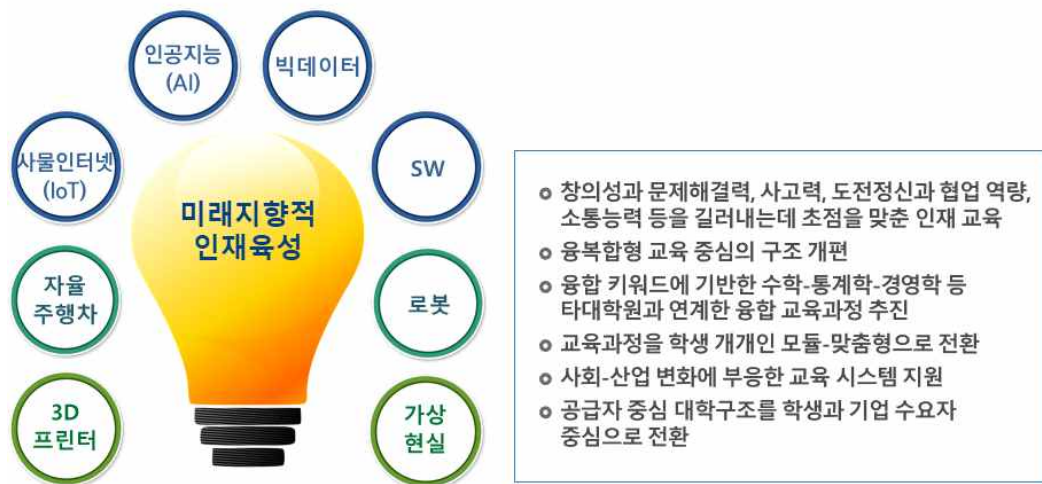 인공지능
(AI)
빅데이터
사물인터넷
(IoT)
SW
미래지향적
인재육성
자율
주행차
로봇
3D
프린터
가상
현실
창의성과 문제해결력, 사고력, 도전정신과 협업 역량,
소통능력 등을 길러내는데 초점을 맞춘 인재 교육
융복합형 교육 중심의 구조 개편
융합 키워드에 기반한 수학-통계학-경영학 등
타대학원과 연계한 융합 교육과정 추진
교육과정을 학생 개개인 모듈-맞춤형으로 전환
사회-산업 변화에 부응한 교육 시스템 지원
공급자 중심 대학구조를 학생과 기업 수요자
중심으로 전환